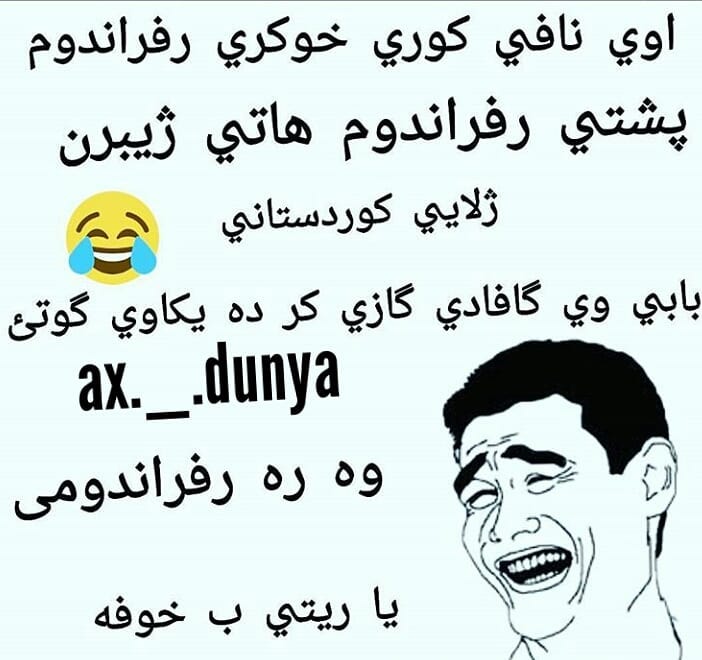 اوي نافي كوري خوكري رفراندوم
پشتي رفراندوم هاتي ژيبرن
ژلايي كوردستاني
بابي وي گافادي گازي كر ده يكاوي گوتئ
ax._.dunya
وه ره رفراندومى
يا ريتي ب خوفه